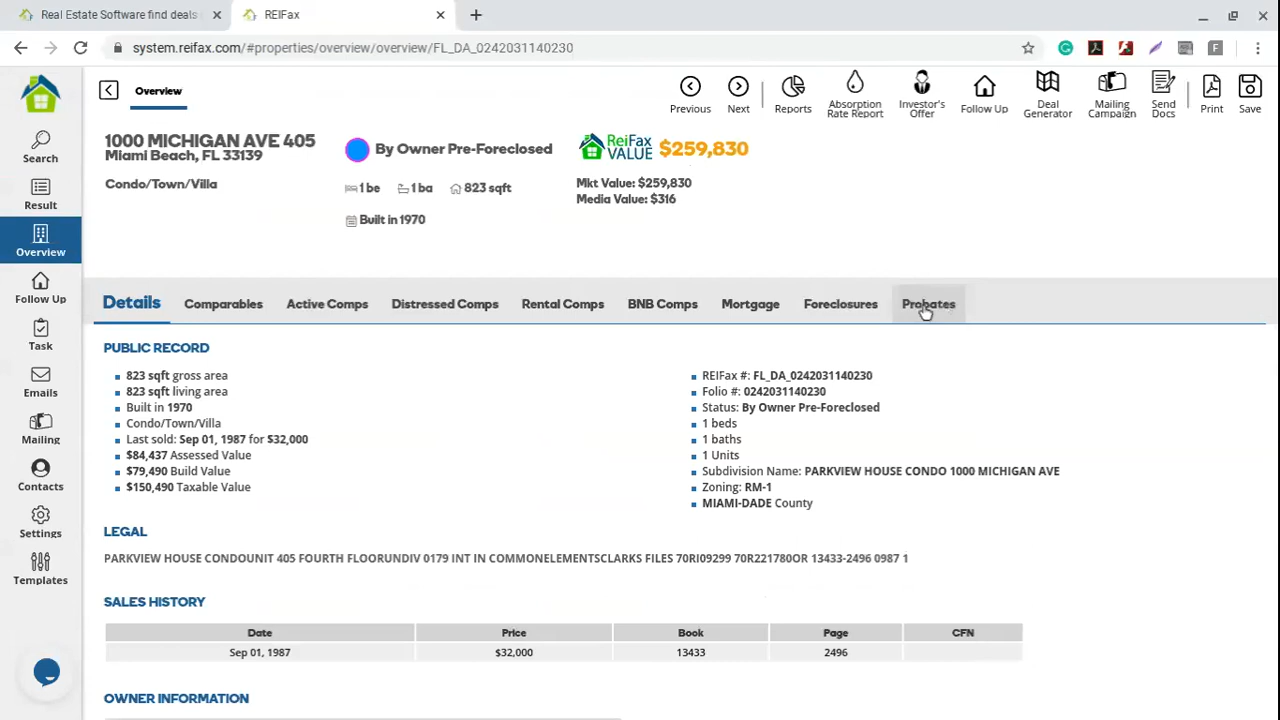 Real Estate Software find deals
REIFax
system.reifax.com/#properties/overview/overview/FL_DA_0242031140230
Overview
Previous
Next
Reports
Absorption
Rate Report
Investor's
Offer
Follow Up
Deal
Generator
Mailing
Campaign
Send
Docs
Print
Save
Search
Result
Overview
Follow Up
Task
Emails
Mailing
Contacts
Settings
Templates
1000 MICHIGAN AVE 405
Miami Beach, FL 33139
Condo/Town/Villa
By Owner Pre-Foreclosed
1 be 1 ba 823 sqft
Built in 1970
ReiFax
VALUE
$259,830
Mkt Value: $259,830
Media Value: $316
Details Comparables Active Comps Distressed Comps Rental Comps BNB Comps Mortgage Foreclosures Probates
PUBLIC RECORD
823 sqft gross area
823 sqft living area
Built in 1970
Condo/Town/Villa
Last sold: Sep 01, 1987 for $32,000
$84,437 Assessed Value
$79,490 Build Value
$150,490 Taxable Value
REIFax #: FL_DA_0242031140230
Folio #: 0242031140230
Status: By Owner Pre-Foreclosed
1 beds
1 baths
1 Units
Subdivision Name: PARKVIEW HOUSE CONDO 1000 MICHIGAN AVE
Zoning: RM-1
MIAMI-DADE County
LEGAL
PARKVIEW HOUSE CONDOUNIT 405 FOURTH FLOORUNDIV 0179 INT IN COMMONELEMENTSCLARKS FILES 70RI09299 70R221780OR 13433-2496 0987 1
SALES HISTORY
Date Price Book Page CFN
Sep 01, 1987 $32,000 13433 2496
OWNER INFORMATION